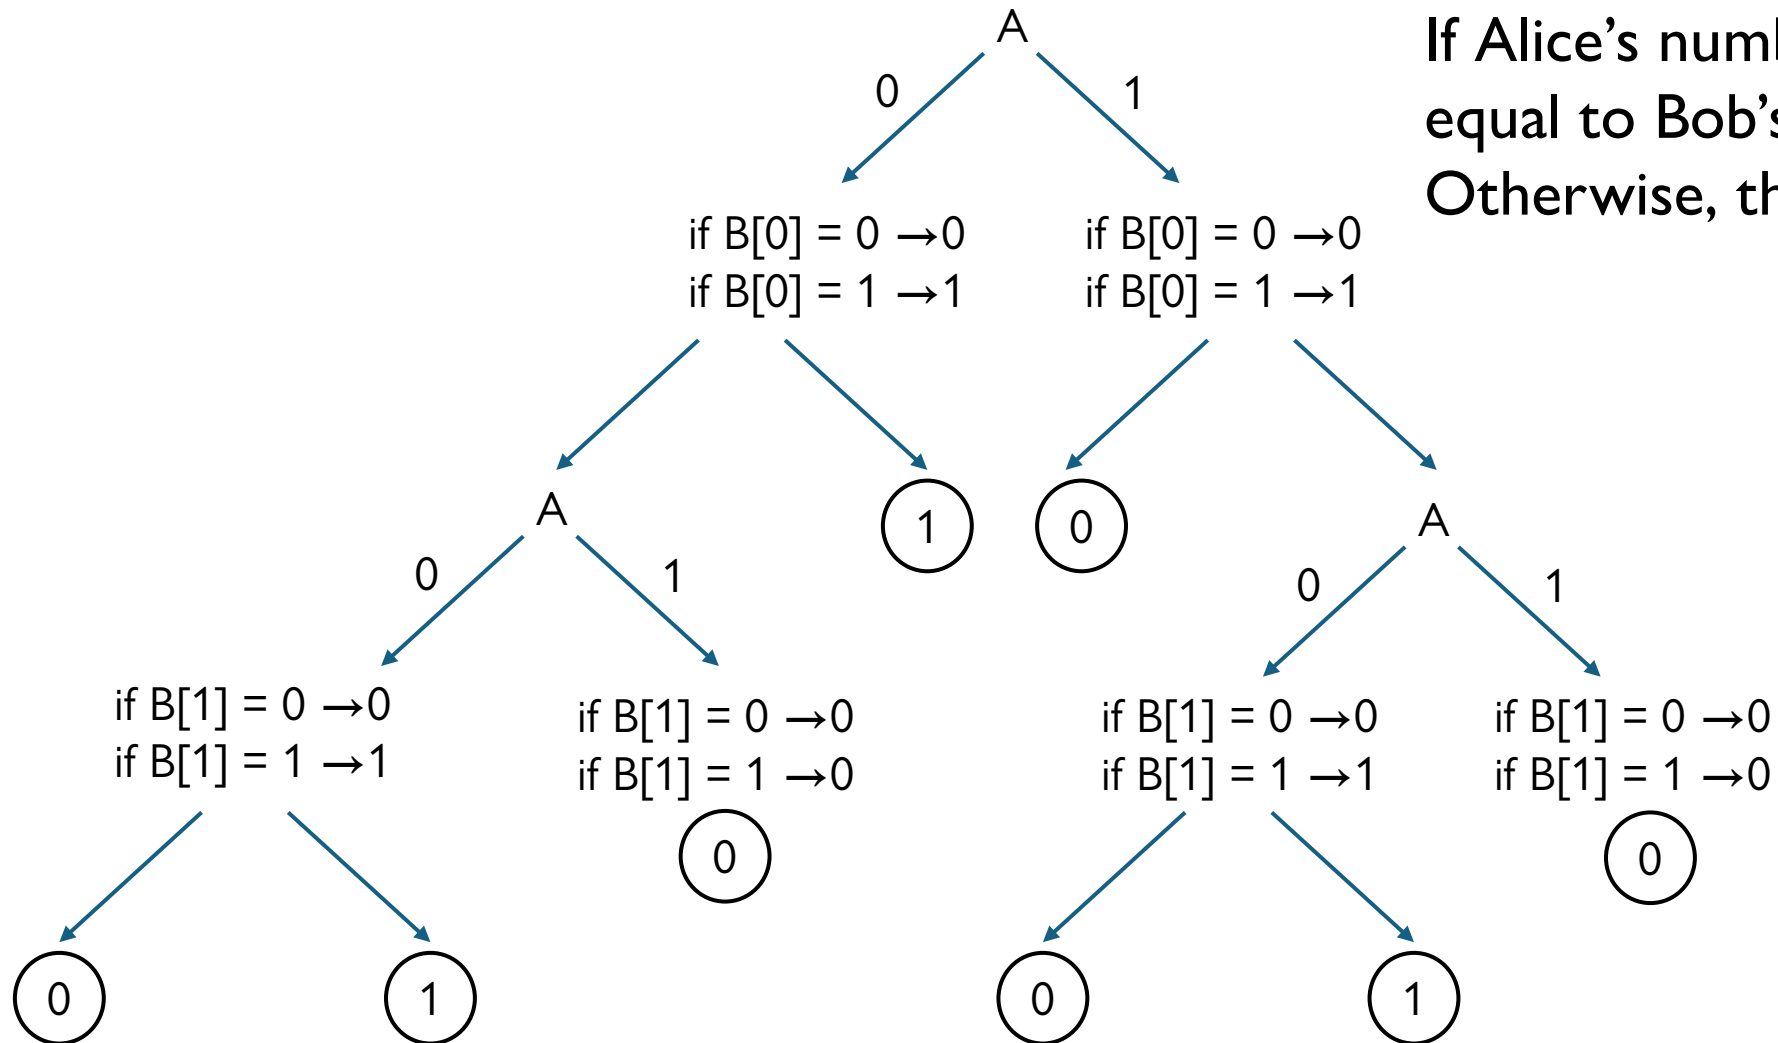 A
If Alice’s
equal to Bob’s
Otherwise,
0
1
if B[0] = 0 →0
if B[0] = 1 →1
if B[0] = 0 →0
if B[0] = 1 →1
A
1
0
A
0
1
0
1
if B[1] = 0 →0
if B[1] = 1 →1
if B[1] = 0 →0
if B[1] = 1 →0
if B[1] = 0 →0
if B[1] = 1 →1
if B[1] = 0 →0
if B[1] = 1 →0
0
0
0
1
0
1